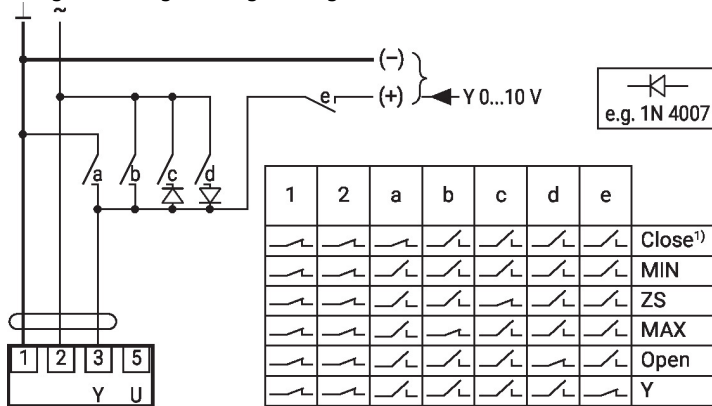 ⊥ ~
(–)
e (+) Y 0...10 V
e.g. 1N 4007
a b c d
1 2 a b c d e
Close1)
MIN
ZS
MAX
Open
Y
1 2 3 5
Y U